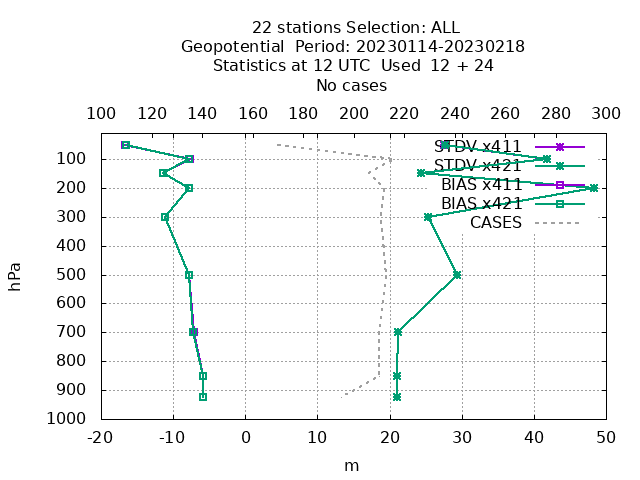 22 stations Selection: ALL
Geopotential  Period: 20230114-20230218
Statistics at 12 UTC  Used  12 + 24
No cases
100 120 140 160 180 200 220 240 260 280 300
STDV x411
STDV x421
BIAS x411
BIAS x421
CASES
100
200
300
400
500
600
700
800
900
1000
hPa
-20 -10 0 10 20 30 40 50
m